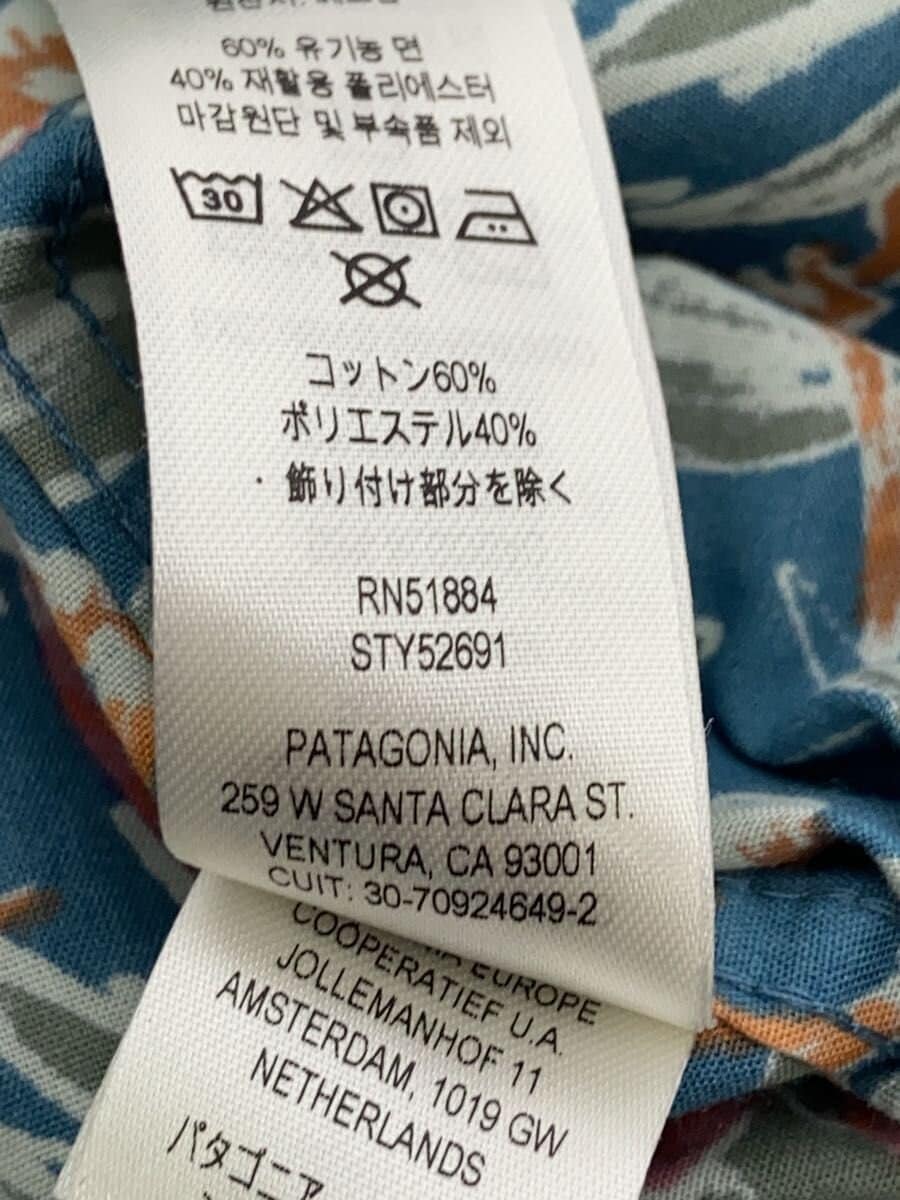 60% 유기농 면
40% 재활용 폴리에스터
마감원단 및 부속품 제외
30
コットン60%
ポリエステル40%
・飾り付け部分を除く
RN51884
STY52691
PATAGONIA, INC.
259 W SANTA CLARA ST.
VENTURA, CA 93001
CUIT: 30-70924649-2
EUROPE
COOPERATIEF U.A.
JOLLEMANHOF 11
AMSTERDAM, 1019 GW
NETHERLANDS
パタゴニア